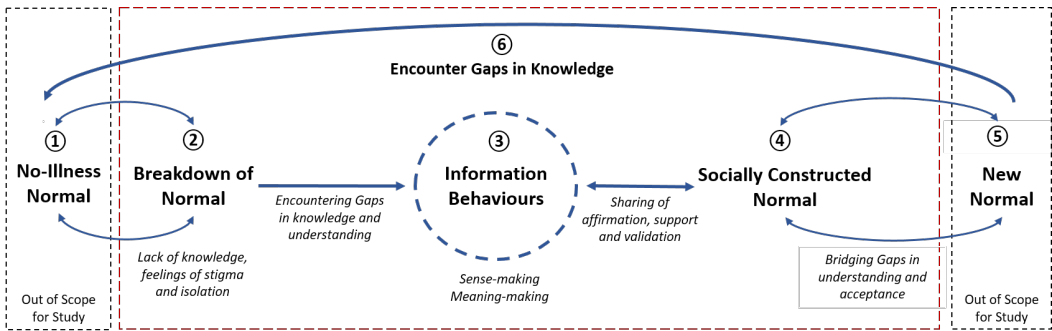 ⑥
Encounter Gaps in Knowledge
①
No-Illness
Normal
Out of Scope
for Study
②
Breakdown of
Normal
Lack of knowledge,
feelings of stigma
and isolation
Encountering Gaps
in knowledge and
understanding
③
Information
Behaviours
Sense-making
Meaning-making
Sharing of
affirmation, support
and validation
④
Socially Constructed
Normal
Bridging Gaps in
understanding and
acceptance
⑤
New
Normal
Out of Scope
for Study